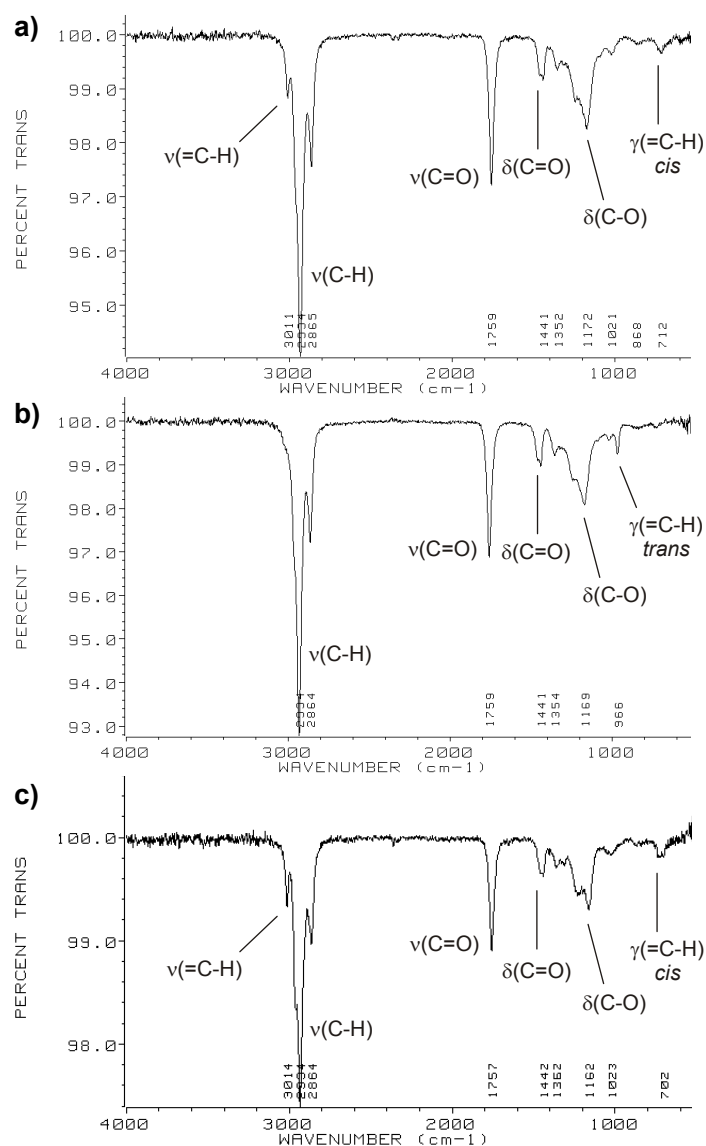 a)
100.0
99.0
98.0
97.0
96.0
95.0
PERCENT TRANS
ν(=C-H)
ν(C-H)
ν(C=O)
δ(C=O)
δ(C-O)
γ(=C-H)
cis
3011
2934
2865
1759
1441
1352
1172
1021
868
712
4000 3000 2000 1000
WAVENUMBER (cm-1)
b)
100.0
99.0
98.0
97.0
96.0
95.0
94.0
93.0
PERCENT TRANS
ν(C-H)
ν(C=O)
δ(C=O)
δ(C-O)
γ(=C-H)
trans
2934
2864
1759
1441
1354
1169
966
4000 3000 2000 1000
WAVENUMBER (cm-1)
c)
100.0
99.0
98.0
PERCENT TRANS
ν(=C-H)
ν(C-H)
ν(C=O)
δ(C=O)
δ(C-O)
γ(=C-H)
cis
3014
2934
2864
1757
1442
1362
1162
1023
702
4000 3000 2000 1000
WAVENUMBER (cm-1)